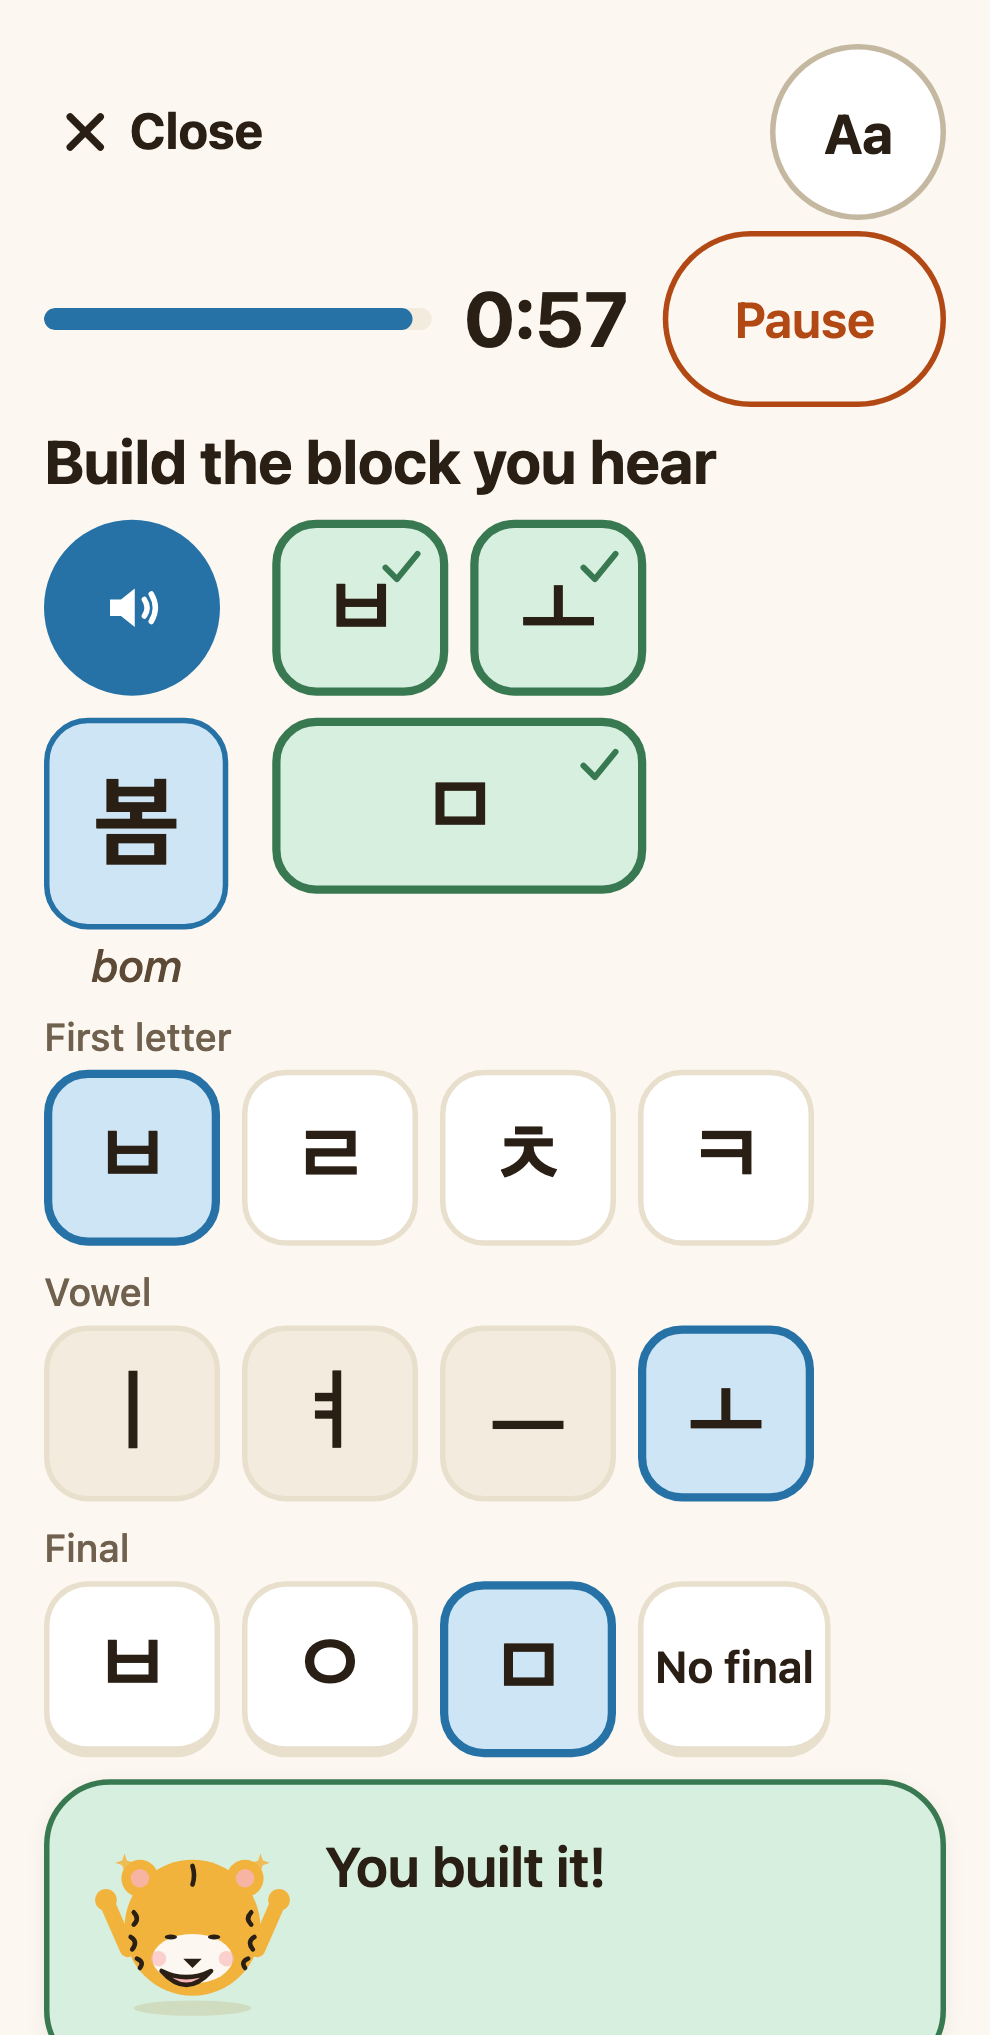 Close
Aa
0:57
Pause
Build the block you hear
ㅂ ㅗ
봄
ㅁ
bom
First letter
ㅂ ㄹ ㅊ ㅋ
Vowel
ㅣ ㅕ ㅡ ㅗ
Final
ㅂ ㅇ ㅁ No final
You built it!